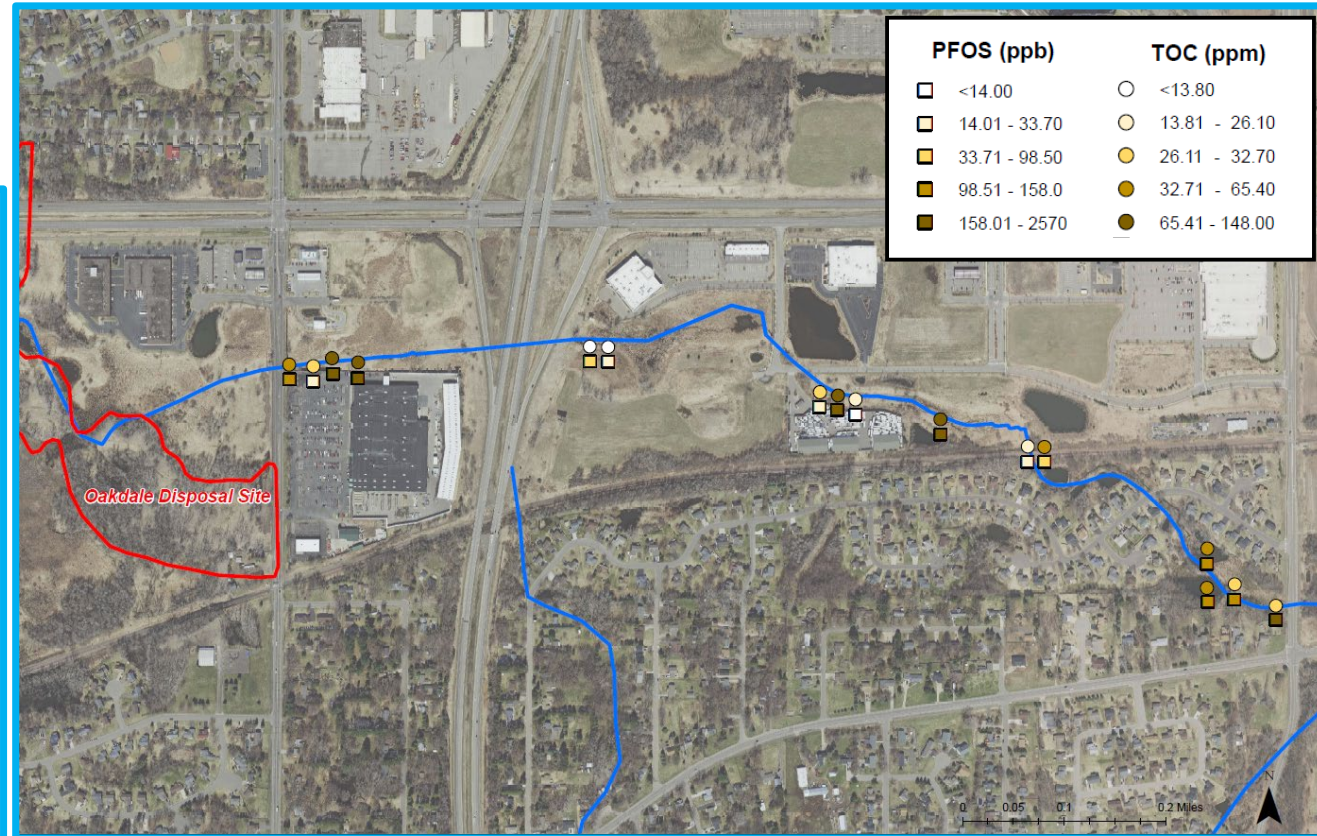 PFOS (ppb) TOC (ppm)
<14.00 <13.80
14.01 - 33.70 13.81 - 26.10
33.71 - 98.50 26.11 - 32.70
98.51 - 158.0 32.71 - 65.40
158.01 - 2570 65.41 - 148.00
Oakdale Disposal Site
N
0 0.05 0.1 0.2 Miles